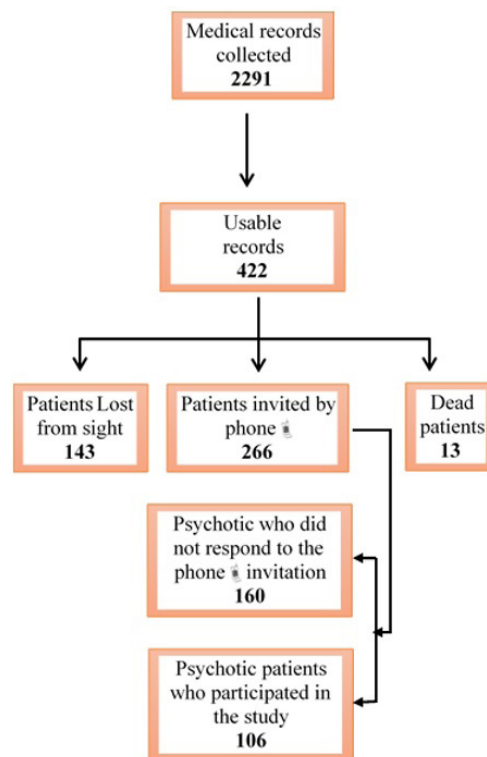 Medical records
collected
2291
Usable
records
422
Patients Lost
from sight
143
Patients invited by
phone
266
Dead
patients
13
Psychotic who did
not respond to the
phone invitation
160
Psychotic patients
who participated in
the study
106